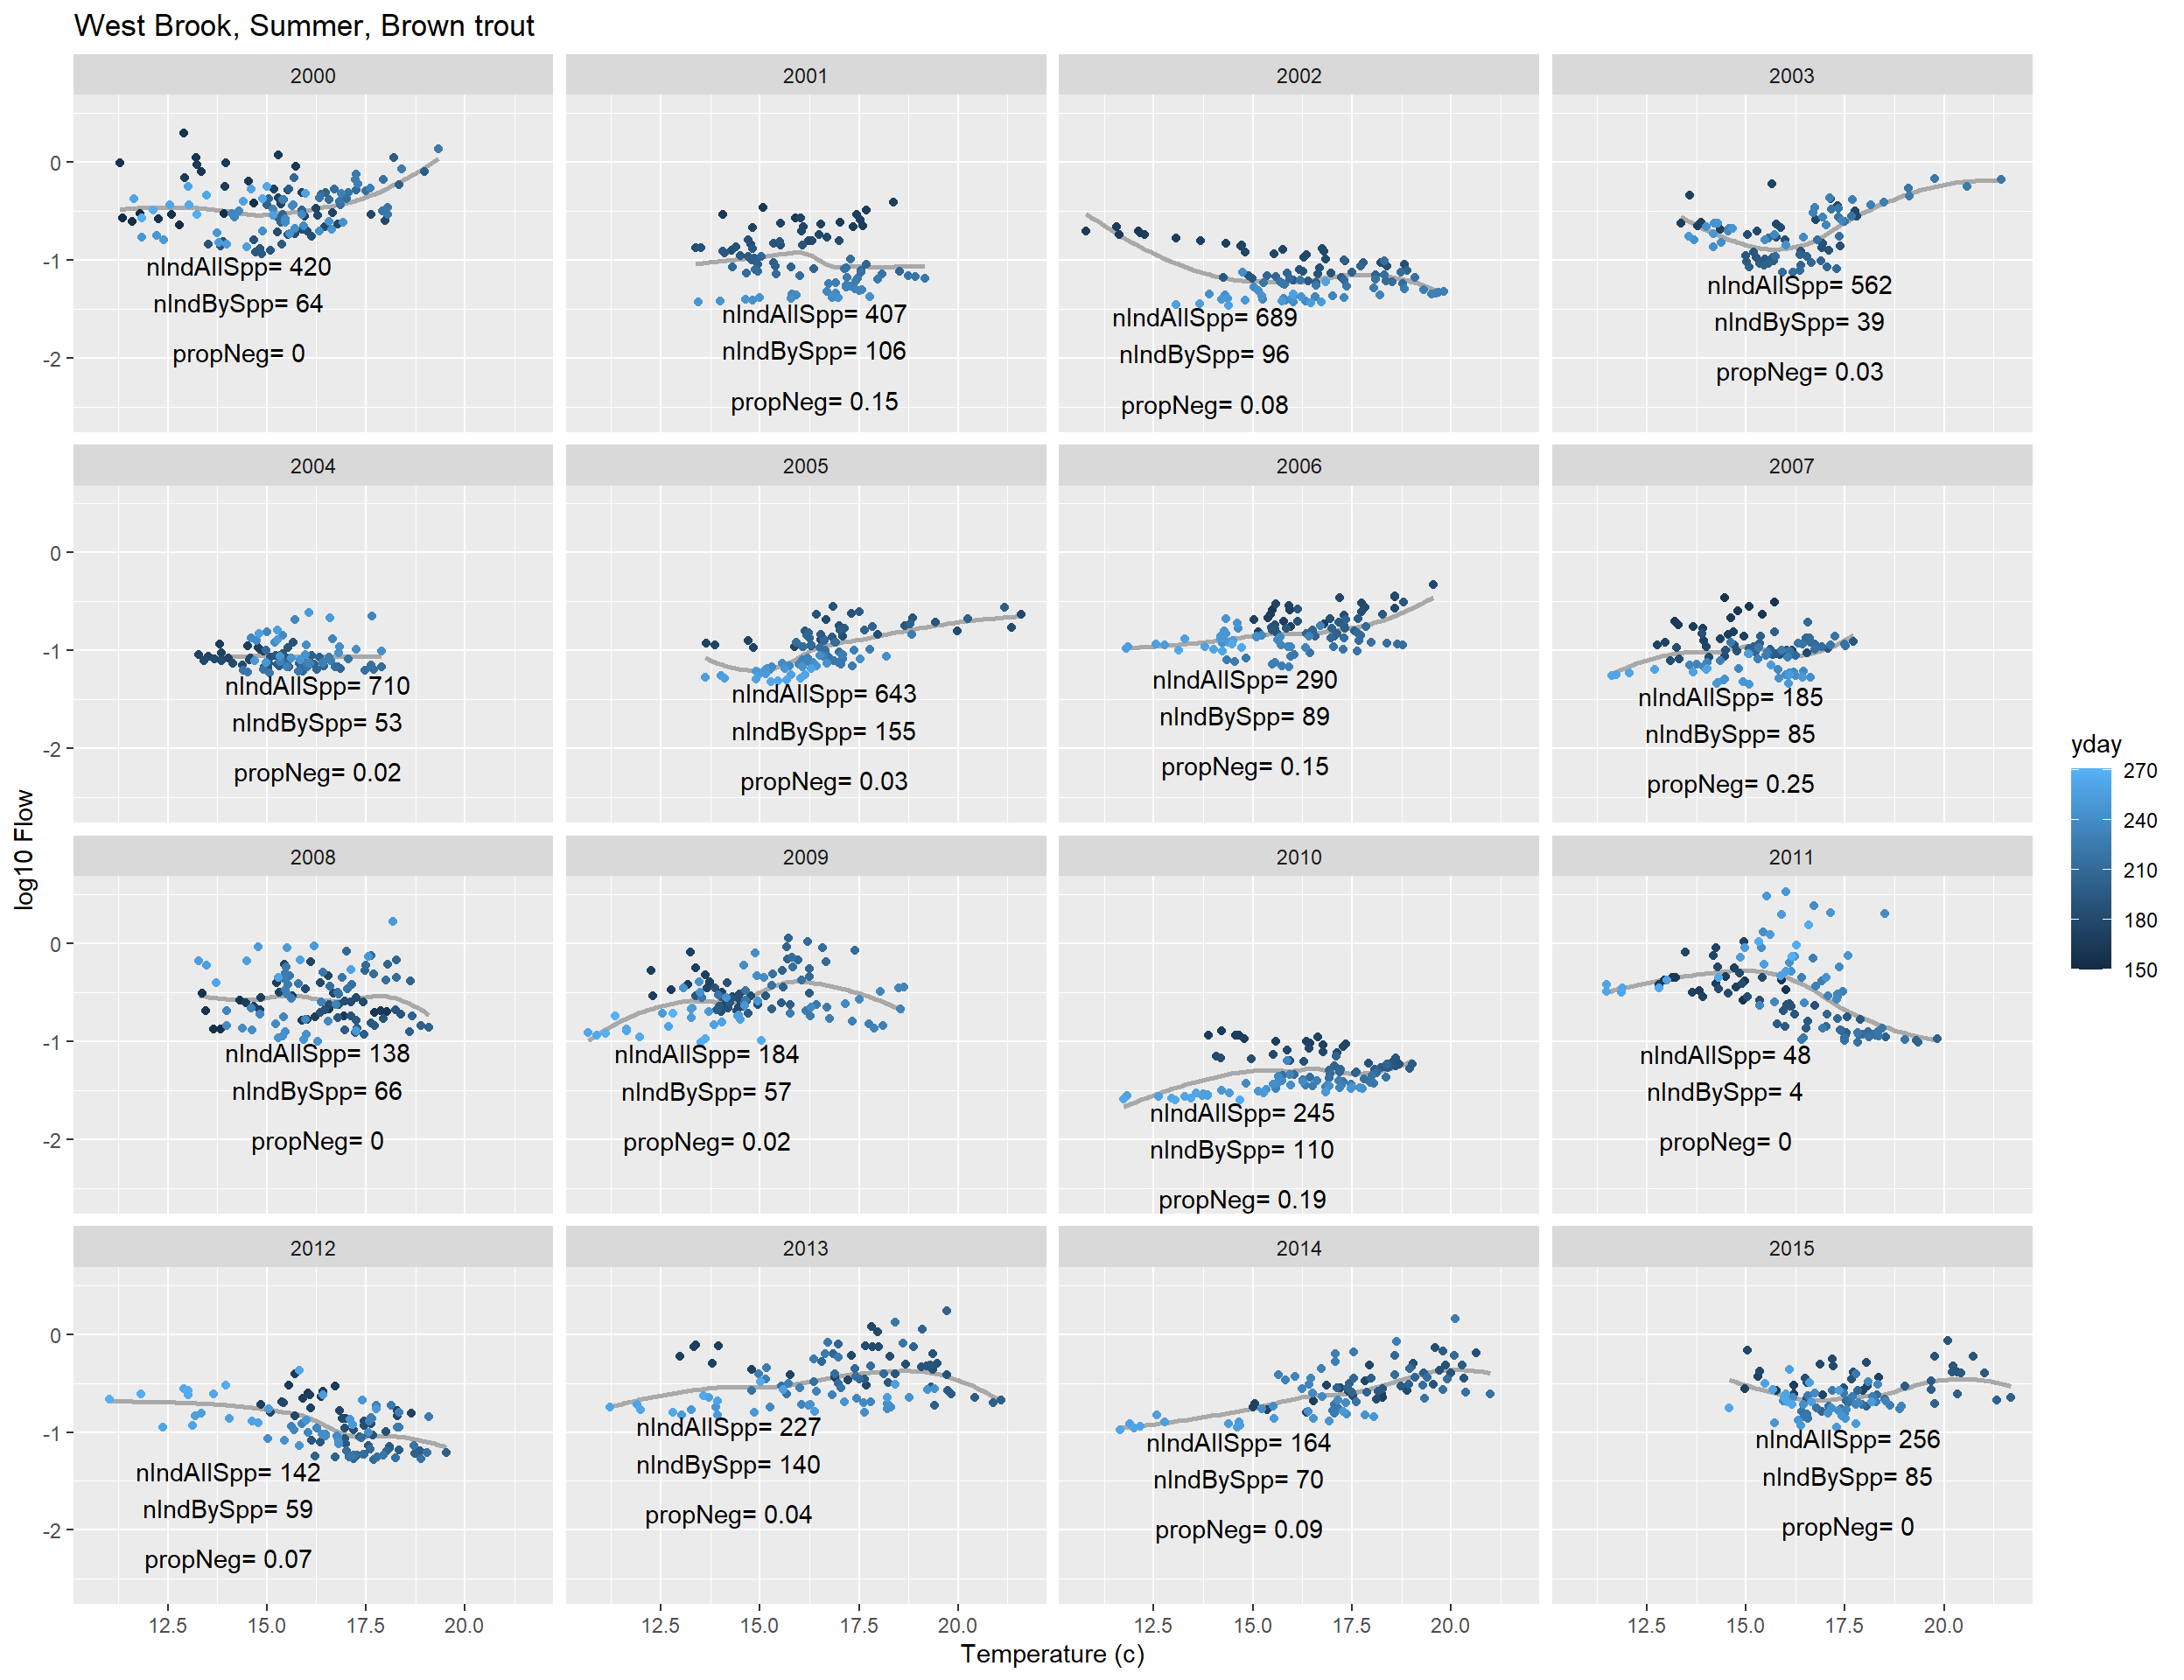 West Brook, Summer, Brown trout
2000
2001
2002
2003
0
-1
-2
nIndAllSpp= 420
nIndBySpp= 64
propNeg= 0
nIndAllSpp= 407
nIndBySpp= 106
propNeg= 0.15
nIndAllSpp= 689
nIndBySpp= 96
propNeg= 0.08
nIndAllSpp= 562
nIndBySpp= 39
propNeg= 0.03
2004
2005
2006
2007
0
-1
-2
nIndAllSpp= 710
nIndBySpp= 53
propNeg= 0.02
nIndAllSpp= 643
nIndBySpp= 155
propNeg= 0.03
nIndAllSpp= 290
nIndBySpp= 89
propNeg= 0.15
nIndAllSpp= 185
nIndBySpp= 85
propNeg= 0.25
2008
2009
2010
2011
0
-1
-2
nIndAllSpp= 138
nIndBySpp= 66
propNeg= 0
nIndAllSpp= 184
nIndBySpp= 57
propNeg= 0.02
nIndAllSpp= 245
nIndBySpp= 110
propNeg= 0.19
nIndAllSpp= 48
nIndBySpp= 4
propNeg= 0
2012
2013
2014
2015
0
-1
-2
nIndAllSpp= 142
nIndBySpp= 59
propNeg= 0.07
nIndAllSpp= 227
nIndBySpp= 140
propNeg= 0.04
nIndAllSpp= 164
nIndBySpp= 70
propNeg= 0.09
nIndAllSpp= 256
nIndBySpp= 85
propNeg= 0
12.5 15.0 17.5 20.0
12.5 15.0 17.5 20.0
12.5 15.0 17.5 20.0
12.5 15.0 17.5 20.0
Temperature (c)
log10 Flow
yday
270
240
210
180
150